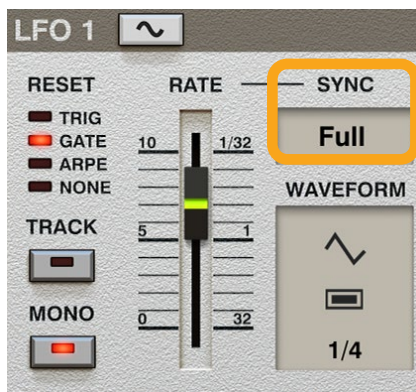 LFO 1
RESET
TRIG
GATE
ARPE
NONE
TRACK
MONO
RATE
10 1/32
5 1
0 32
SYNC
Full
WAVEFORM
1/4